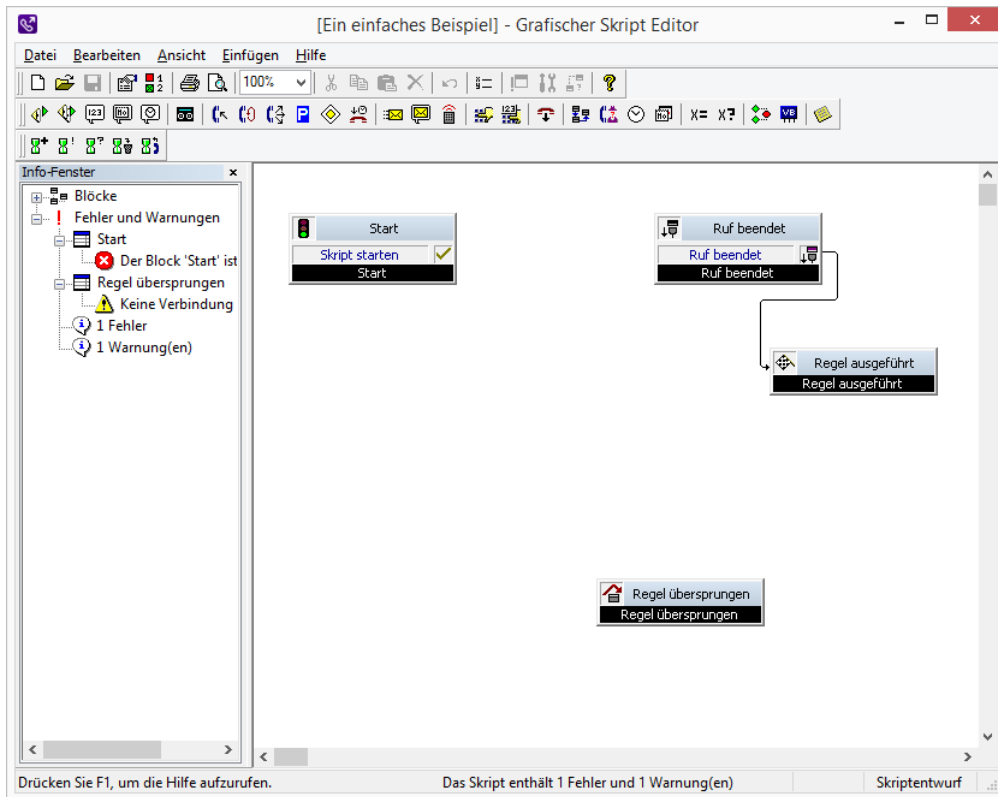 [Ein einfaches Beispiel] - Grafischer Skript Editor
Datei Bearbeiten Ansicht Einfügen Hilfe
100%
Info-Fenster
Blöcke
Fehler und Warnungen
Start
Der Block 'Start' ist
Regel übersprungen
Keine Verbindung
1 Fehler
1 Warnung(en)
Start
Skript starten
Start
Ruf beendet
Ruf beendet
Ruf beendet
Regel ausgeführt
Regel ausgeführt
Regel übersprungen
Regel übersprungen
Drücken Sie F1, um die Hilfe aufzurufen.
Das Skript enthält 1 Fehler und 1 Warnung(en)
Skriptentwurf